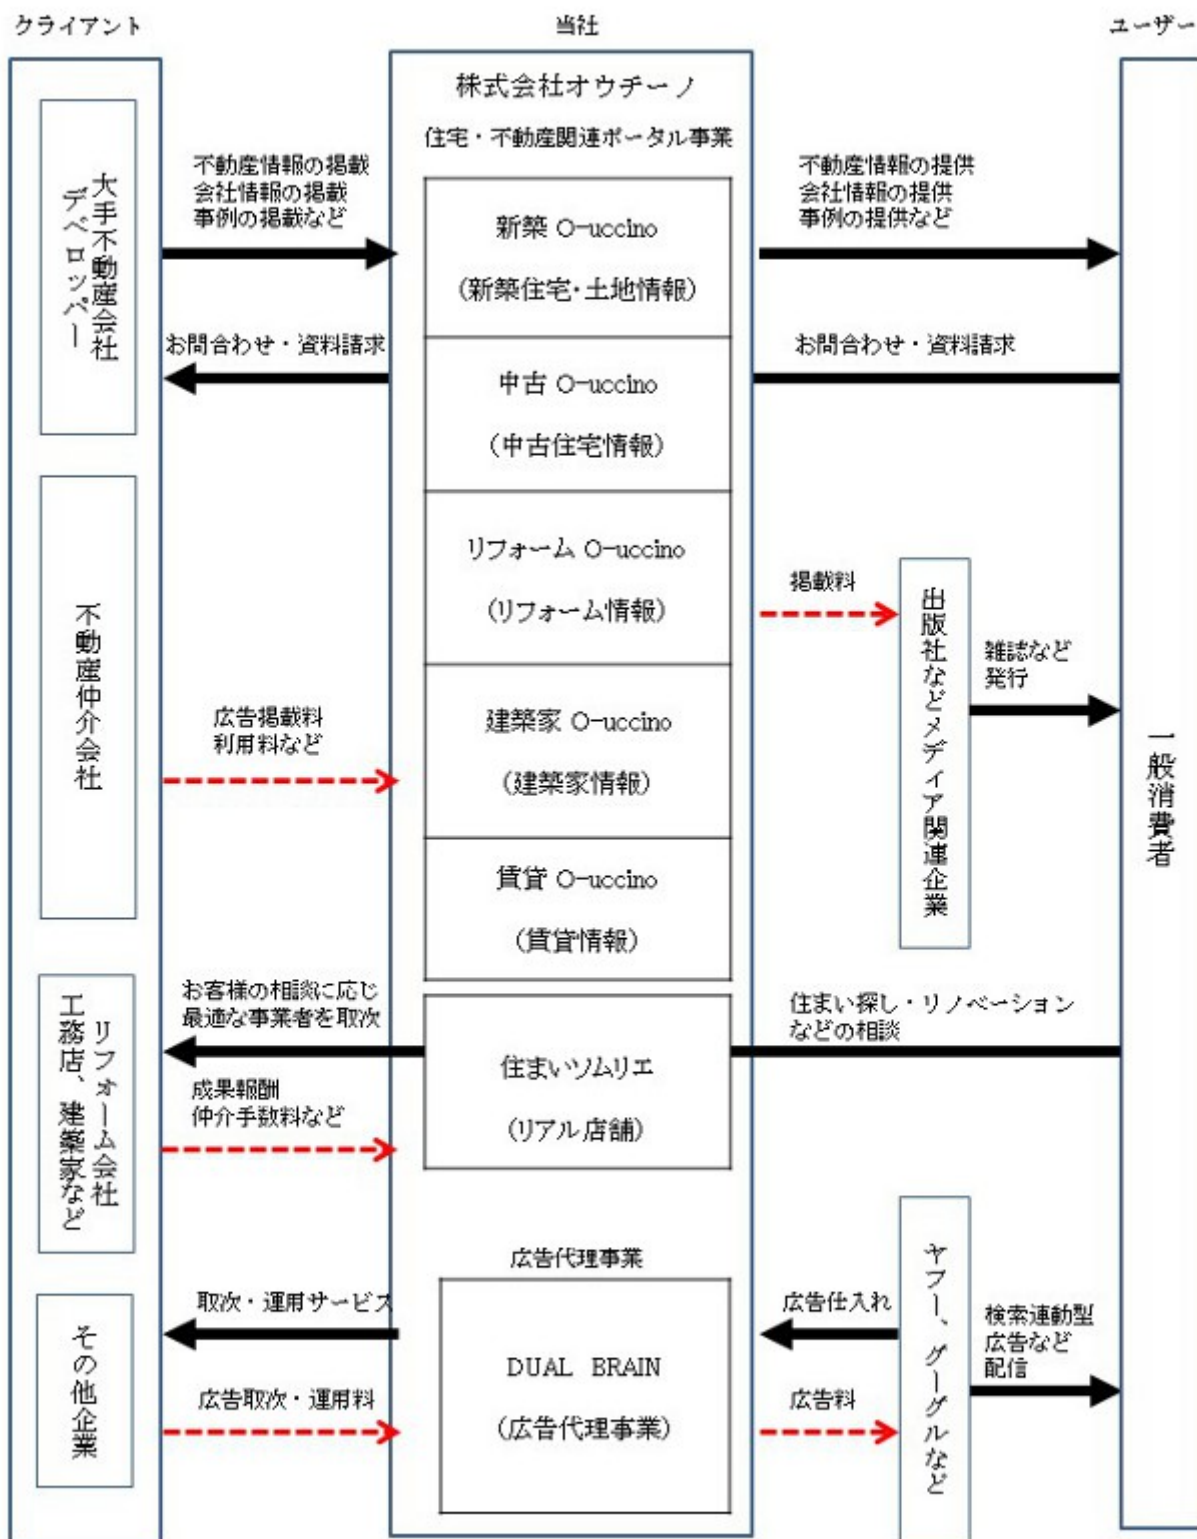 クライアント
当社
ユーザー
株式会社オウチーノ
住宅・不動産関連ポータル事業
大手不動産会社
デベロッパー
不動産情報の掲載
会社情報の掲載
事例の掲載など
新築 O-uccino
(新築住宅・土地情報)
不動産情報の提供
会社情報の提供
事例の提供など
お問合わせ・資料請求
中古 O-uccino
(中古住宅情報)
お問合わせ・資料請求
不動産仲介会社
リフォーム O-uccino
(リフォーム情報)
掲載料
出版社などメディア関連企業
雑誌など
発行
広告掲載料
利用料など
建築家 O-uccino
(建築家情報)
一般消費者
賃貸 O-uccino
(賃貸情報)
リフォーム会社
工務店、建築家など
お客様の相談に応じ
最適な事業者を取次
住まいソムリエ
(リアル店舗)
住まい探し・リノベーション
などの相談
成果報酬
仲介手数料など
広告代理事業
その他企業
取次・運用サービス
広告取次・運用料
DUAL BRAIN
(広告代理事業)
広告仕入れ
広告料
ヤフー、グーグルなど
検索連動型
広告など
配信